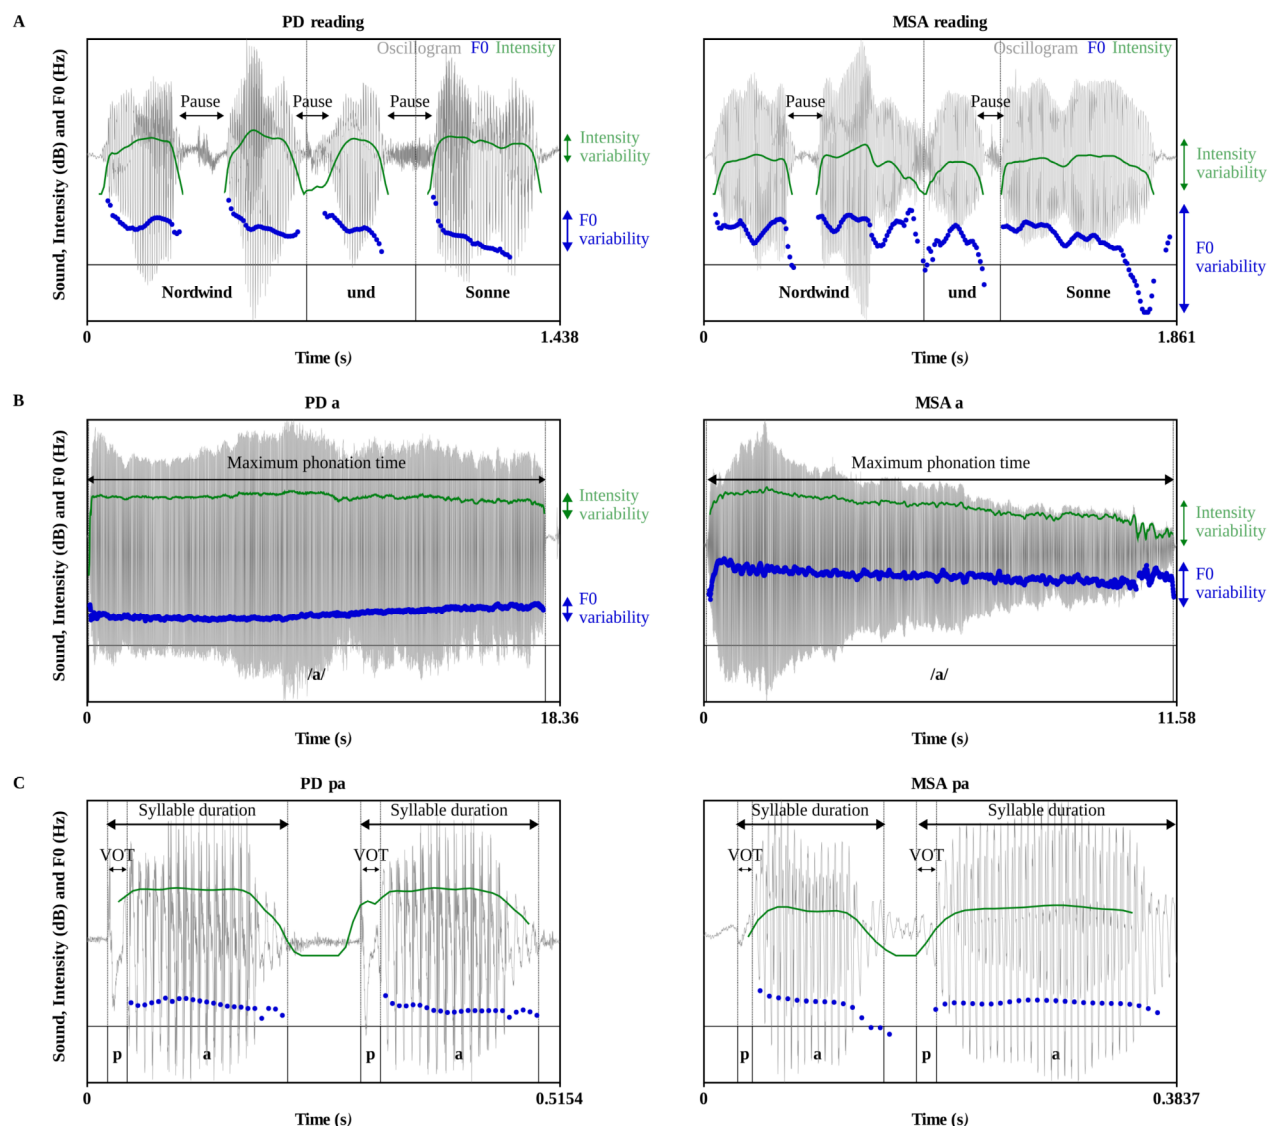 A
PD reading
MSA reading
Sound, Intensity (dB) and F0 (Hz)
Oscillogram F0 Intensity
Pause
Pause
Pause
Intensity
variability
F0
variability
Nordwind
und
Sonne
0
1.438
Time (s)
Oscillogram F0 Intensity
Pause
Pause
Intensity
variability
F0
variability
Nordwind
und
Sonne
0
1.861
Time (s)
B
PD a
MSA a
Sound, Intensity (dB) and F0 (Hz)
Maximum phonation time
Intensity
variability
F0
variability
/a/
0
18.36
Time (s)
Maximum phonation time
Intensity
variability
F0
variability
/a/
0
11.58
Time (s)
C
PD pa
MSA pa
Sound, Intensity (dB) and F0 (Hz)
Syllable duration
Syllable duration
VOT
VOT
p
a
p
a
0
0.5154
Time (s)
Syllable duration
Syllable duration
VOT
VOT
p
a
p
a
0
0.3837
Time (s)